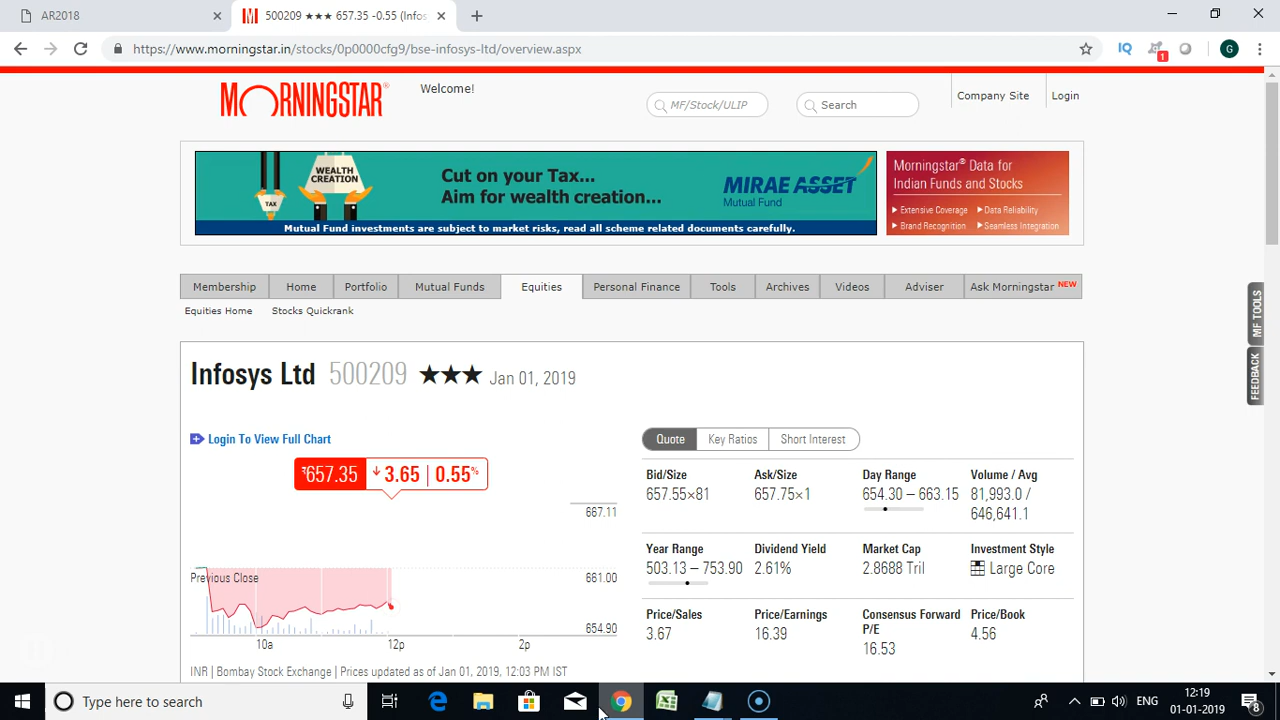 AR2018
500209 ★★★ 657.35 -0.55 (Infos
https://www.morningstar.in/stocks/0p0000cfg9/bse-infosys-ltd/overview.aspx
IQ
1
G
MORNINGSTAR®
Welcome!
MF/Stock/ULIP
Search
Company Site
Login
WEALTH CREATION
TAX
Cut on your Tax...
Aim for wealth creation...
MIRAE ASSET
Mutual Fund
Mutual Fund investments are subject to market risks, read all scheme related documents carefully.
Morningstar® Data for
Indian Funds and Stocks
Extensive Coverage Data Reliability
Brand Recognition Seamless Integration
Membership Home Portfolio Mutual Funds Equities Personal Finance Tools Archives Videos Adviser Ask Morningstar NEW
Equities Home Stocks Quickrank
MF TOOLS
FEEDBACK
Infosys Ltd 500209 ★★★ Jan 01, 2019
Login To View Full Chart
₹657.35 3.65 0.55%
667.11
Previous Close 661.00
654.90
10a 12p 2p
INR | Bombay Stock Exchange | Prices updated as of Jan 01, 2019, 12:03 PM IST
Quote Key Ratios Short Interest
Bid/Size Ask/Size Day Range Volume / Avg
657.55×81 657.75×1 654.30 – 663.15 81,993.0 /
646,641.1
Year Range Dividend Yield Market Cap Investment Style
503.13 – 753.90 2.61% 2.8688 Tril Large Core
Price/Sales Price/Earnings Consensus Forward P/E Price/Book
3.67 16.39 16.53 4.56
Type here to search
ENG
12:19
01-01-2019
8